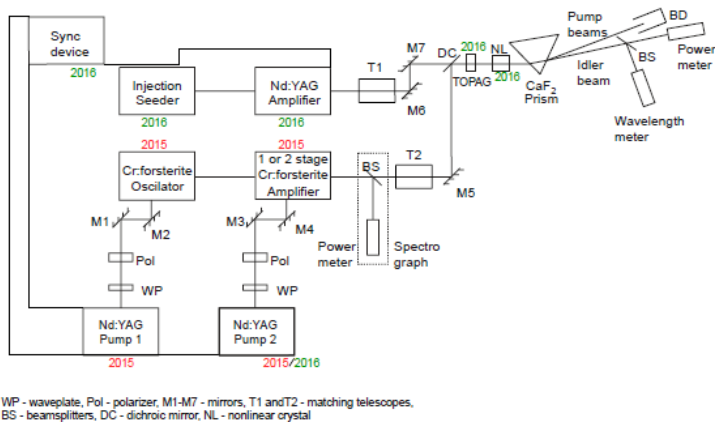 Sync
device
2016
Injection
Seeder
2016
Nd:YAG
Amplifier
2016
T1
M7
M6
DC
2016
TOPAG
NL
2016
CaF2
Prism
Pump
beams
Idler
beam
BD
BS
Power
meter
Wavelength
meter
2015
Cr:forsterite
Oscilator
2015
1 or 2 stage
Cr:forsterite
Amplifier
BS
T2
M5
M1
M2
M3
M4
Power
meter
Spectro
graph
Pol
Pol
WP
WP
Nd:YAG
Pump 1
2015
Nd:YAG
Pump 2
2015/2016
WP - waveplate, Pol - polarizer, M1-M7 - mirrors, T1 andT2 - matching telescopes,
BS - beamsplitters, DC - dichroic mirror, NL - nonlinear crystal